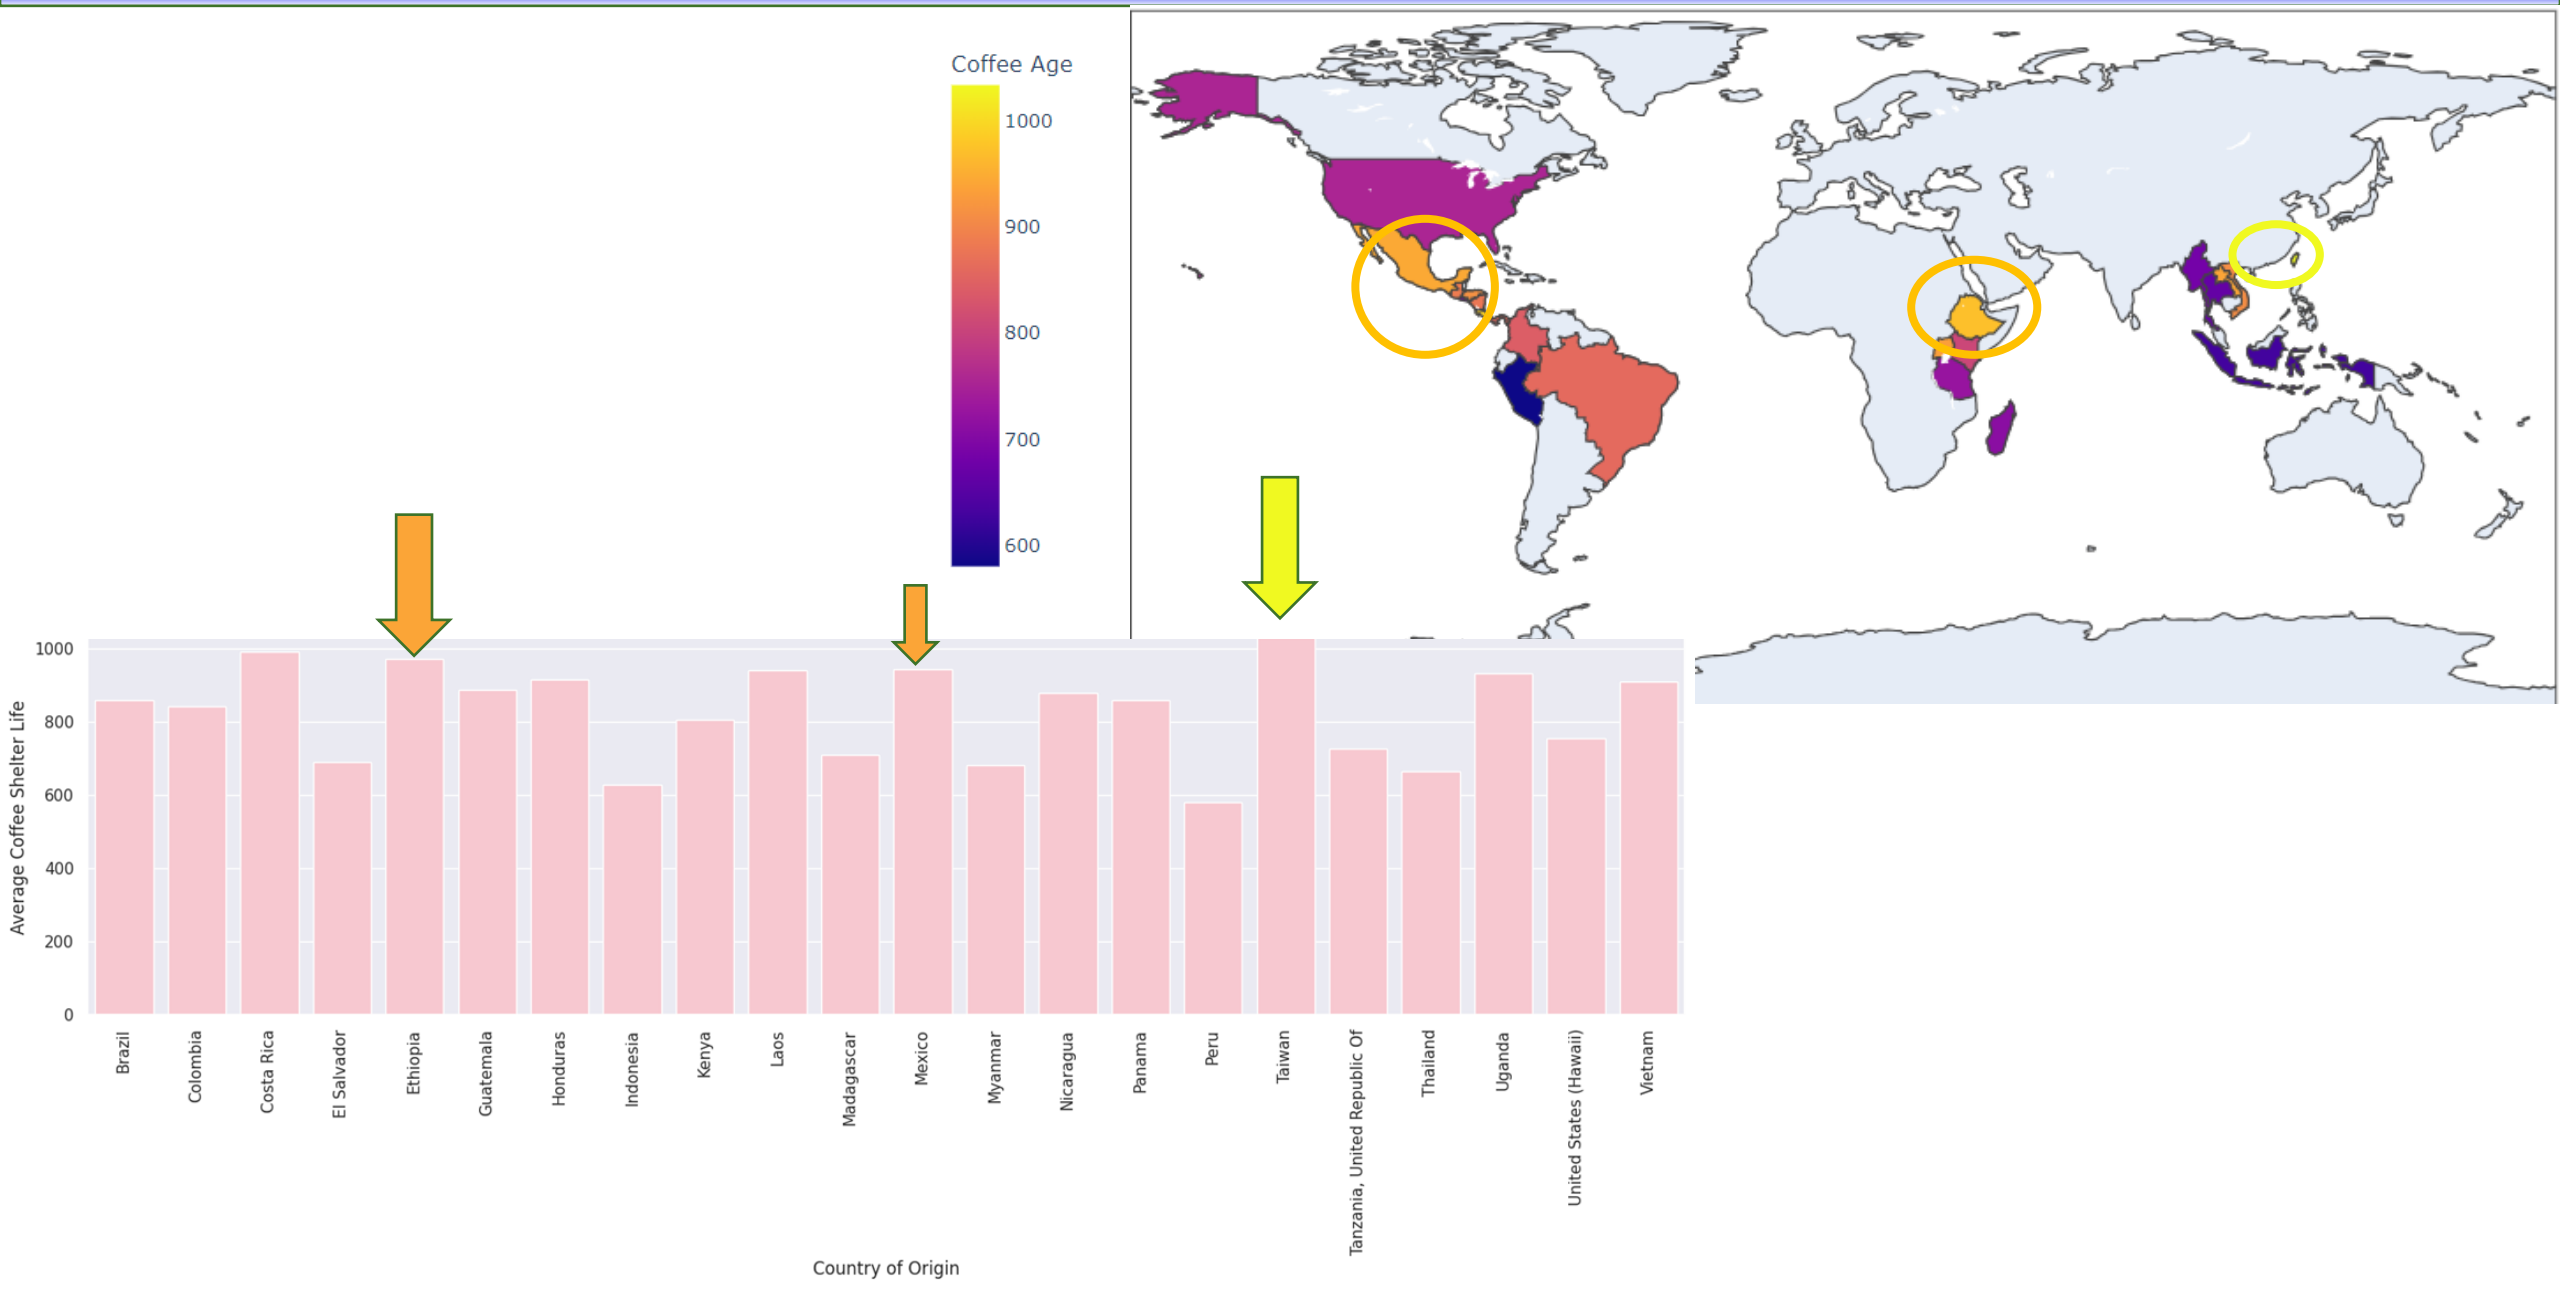 Coffee Age
1000
900
800
700
600
1000
800
600
400
200
0
Average Coffee Shelter Life
Brazil
Colombia
Costa Rica
El Salvador
Ethiopia
Guatemala
Honduras
Indonesia
Kenya
Laos
Madagascar
Mexico
Myanmar
Nicaragua
Panama
Peru
Taiwan
Tanzania, United Republic Of
Thailand
Uganda
United States (Hawaii)
Vietnam
Country of Origin